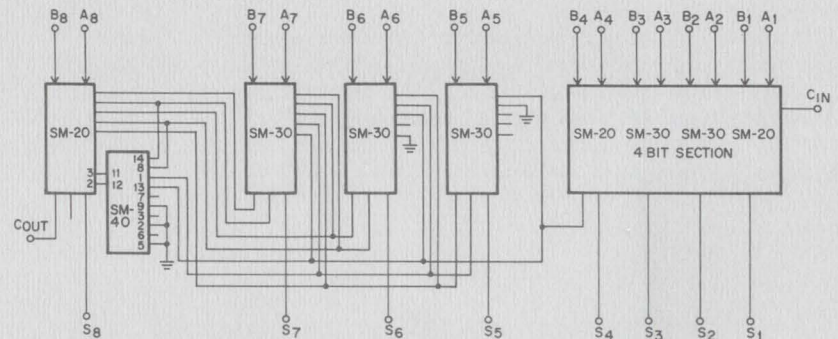 B8 A8 B7 A7 B6 A6 B5 A5 B4 A4 B3 A3 B2 A2 B1 A1
CIN
SM-20 SM-30 SM-30 SM-30 SM-20 SM-30 SM-30 SM-20
4 BIT SECTION
14
8
3 11 1
2 12 13
7
SM-40
9
3
2
6
5
COUT
S8 S7 S6 S5 S4 S3 S2 S1